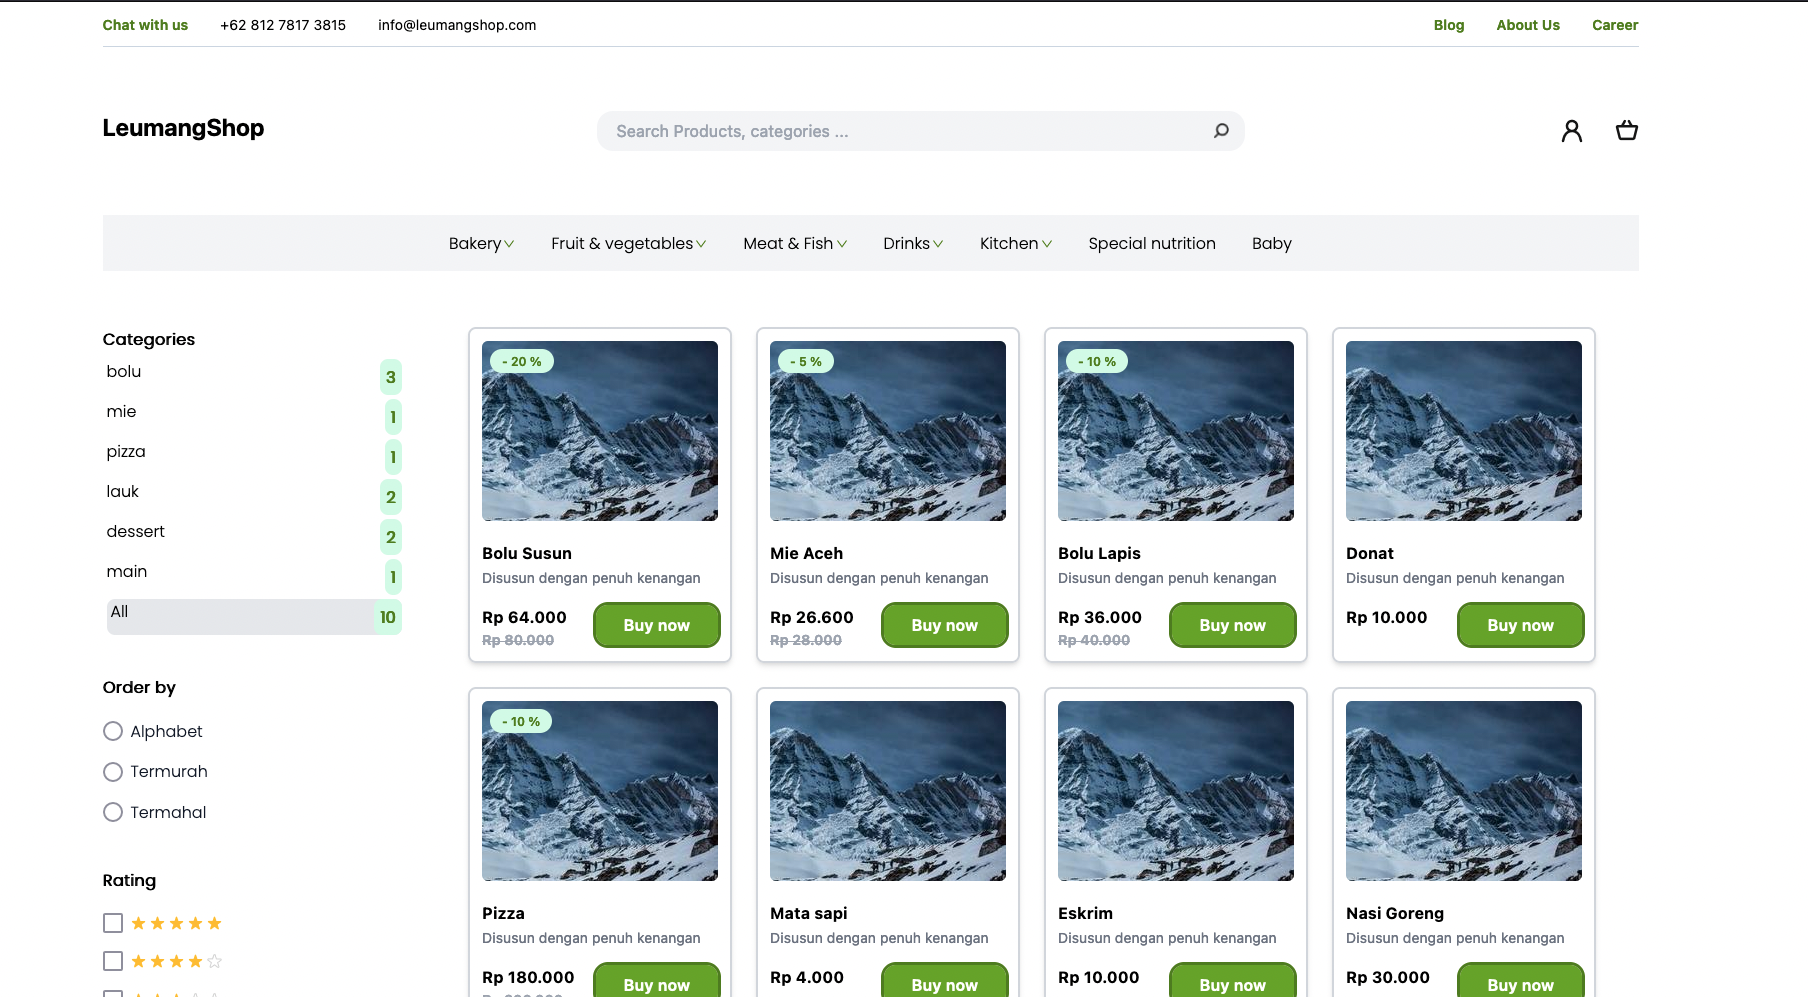 Chat with us +62 812 7817 3815 info@leumangshop.com Blog About Us Career
LeumangShop
Search Products, categories ...
Bakery Fruit & vegetables Meat & Fish Drinks Kitchen Special nutrition Baby
Categories
bolu 3
mie 1
pizza 1
lauk 2
dessert 2
main 1
All 10
Order by
Alphabet
Termurah
Termahal
Rating
- 20 %
Bolu Susun
Disusun dengan penuh kenangan
Rp 64.000
Rp 80.000
Buy now
- 5 %
Mie Aceh
Disusun dengan penuh kenangan
Rp 26.600
Rp 28.000
Buy now
- 10 %
Bolu Lapis
Disusun dengan penuh kenangan
Rp 36.000
Rp 40.000
Buy now
Donat
Disusun dengan penuh kenangan
Rp 10.000
Buy now
- 10 %
Pizza
Disusun dengan penuh kenangan
Rp 180.000
Buy now
Mata sapi
Disusun dengan penuh kenangan
Rp 4.000
Buy now
Eskrim
Disusun dengan penuh kenangan
Rp 10.000
Buy now
Nasi Goreng
Disusun dengan penuh kenangan
Rp 30.000
Buy now